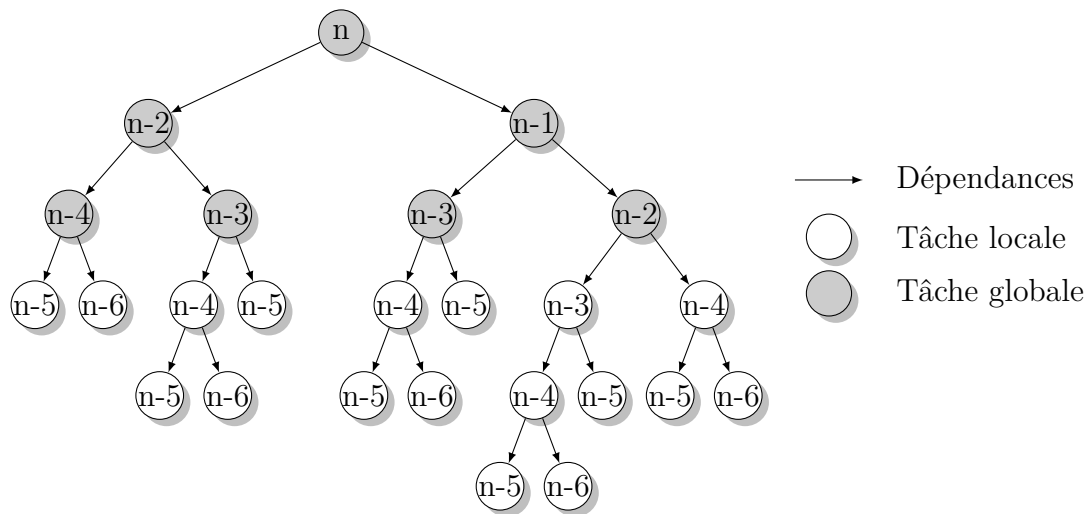 n
n-2 n-1
n-4 n-3 n-3 n-2
n-5 n-6 n-4 n-5 n-4 n-5 n-3 n-4
n-5 n-6 n-5 n-6 n-4 n-5 n-5 n-6
n-5 n-6
Dépendances
Tâche locale
Tâche globale